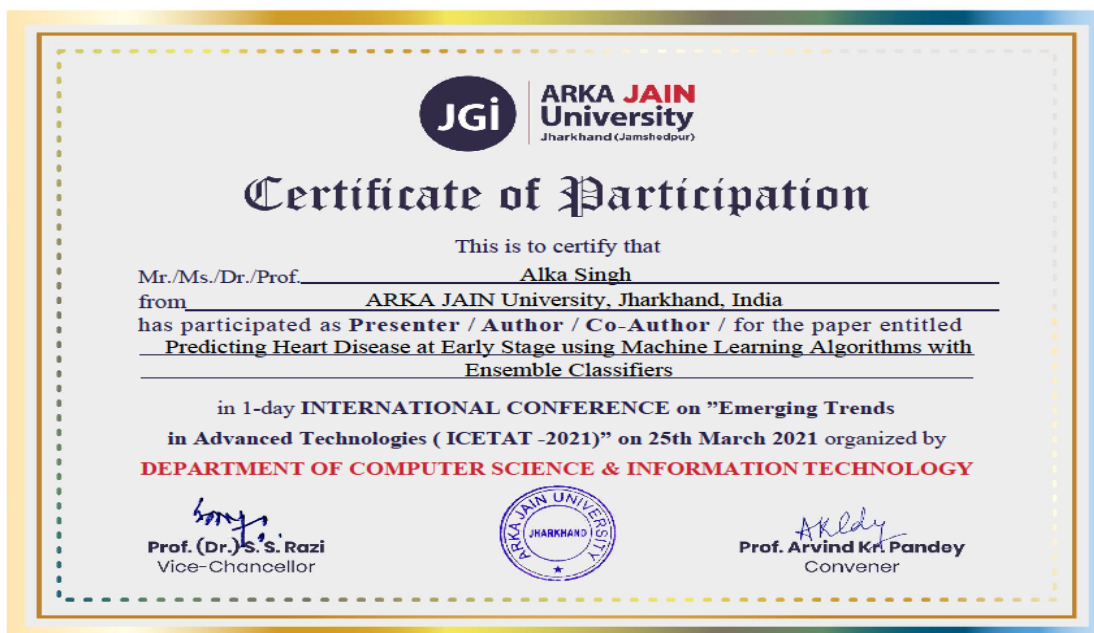 JGi
ARKA JAIN
University
Jharkhand (Jamshedpur)
Certificate of Participation
This is to certify that
Mr./Ms./Dr./Prof. Alka Singh
from ARKA JAIN University, Jharkhand, India
has participated as Presenter / Author / Co-Author / for the paper entitled
Predicting Heart Disease at Early Stage using Machine Learning Algorithms with
Ensemble Classifiers
in 1-day INTERNATIONAL CONFERENCE on ”Emerging Trends
in Advanced Technologies ( ICETAT -2021)” on 25th March 2021 organized by
DEPARTMENT OF COMPUTER SCIENCE & INFORMATION TECHNOLOGY
ARKA JAIN UNIVERSITY
JHARKHAND
Prof. (Dr.) S. S. Razi
Vice-Chancellor
Prof. Arvind Kr. Pandey
Convener